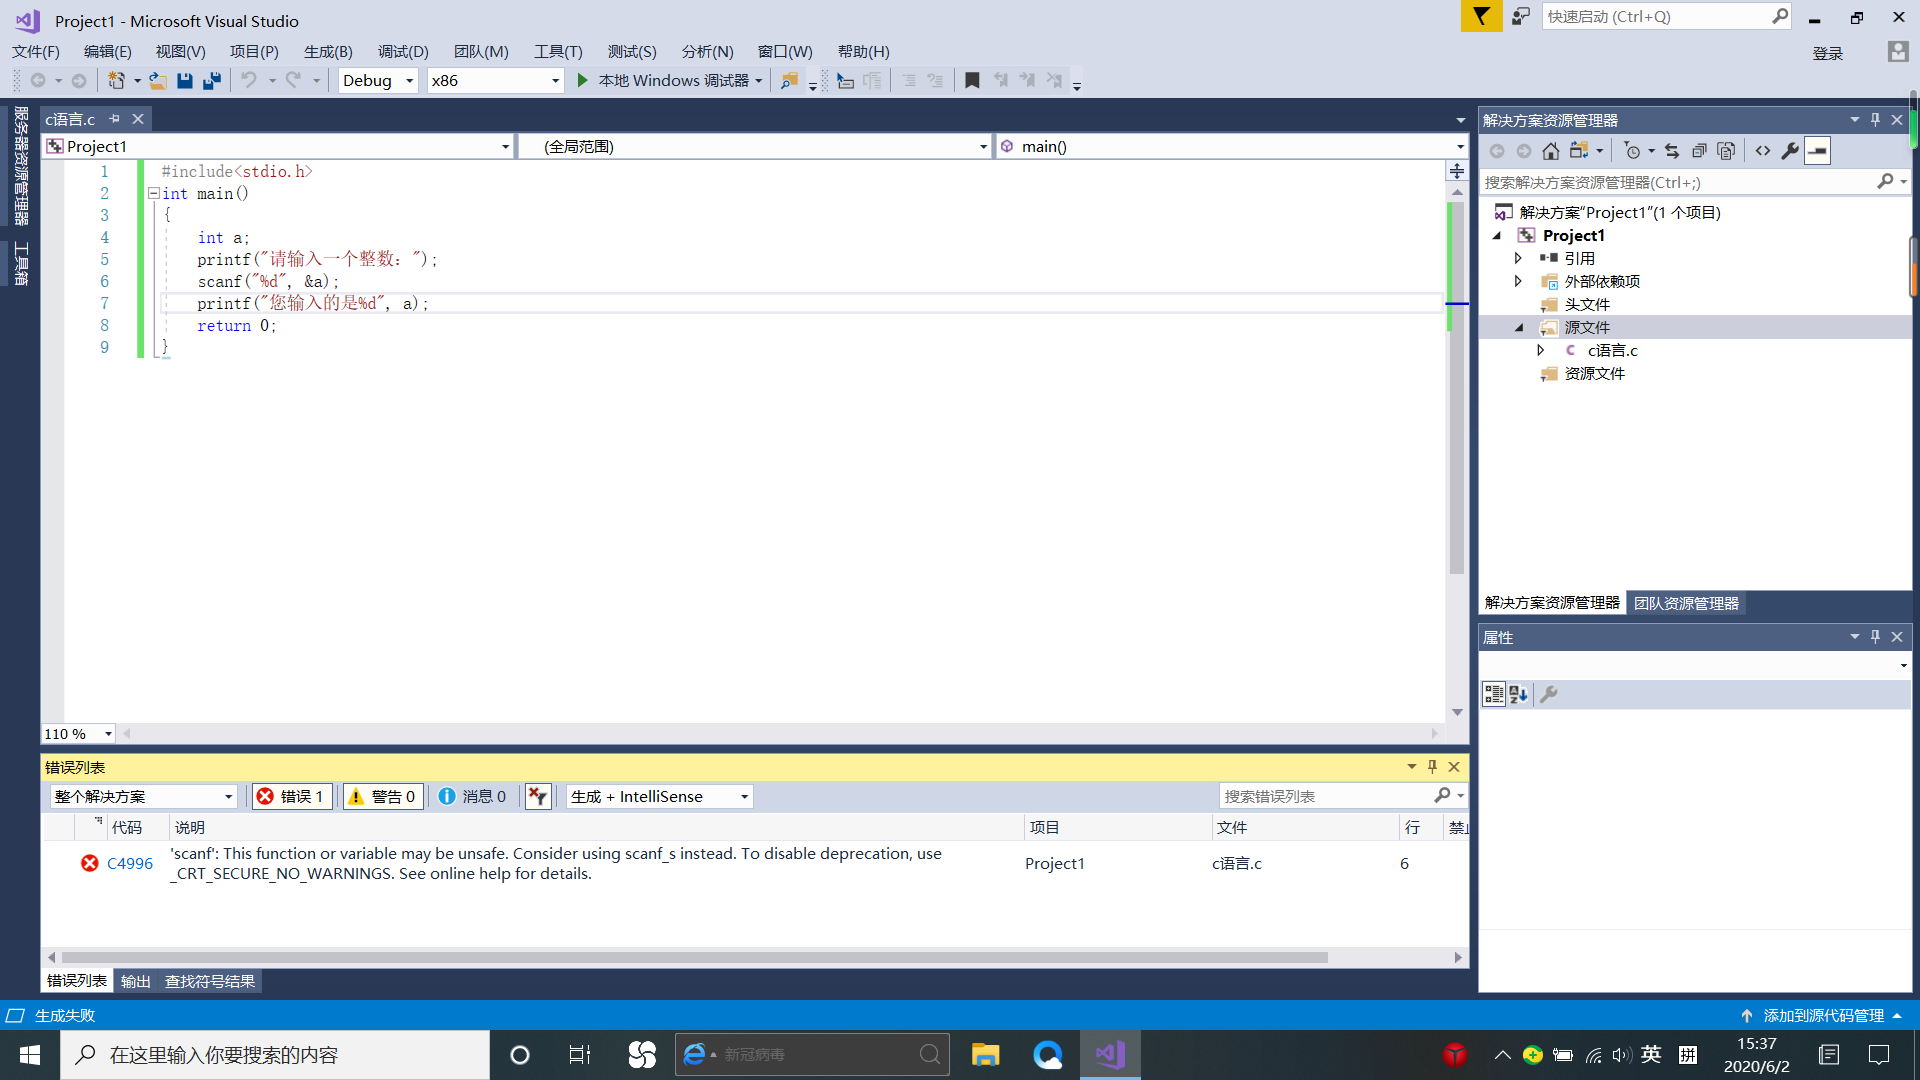 Project1 - Microsoft Visual Studio
快速启动 (Ctrl+Q)
文件(F) 编辑(E) 视图(V) 项目(P) 生成(B) 调试(D) 团队(M) 工具(T) 测试(S) 分析(N) 窗口(W) 帮助(H)
登录
Debug x86 本地 Windows 调试器
服务器资源管理器
工具箱
c语言.c
Project1 (全局范围) main()
1 #include<stdio.h>
2 int main()
3 {
4 int a;
5 printf("请输入一个整数：");
6 scanf("%d", &a);
7 printf("您输入的是%d", a);
8 return 0;
9 }
110 %
解决方案资源管理器
搜索解决方案资源管理器(Ctrl+;)
解决方案"Project1"(1 个项目)
Project1
引用
外部依赖项
头文件
源文件
c语言.c
资源文件
解决方案资源管理器 团队资源管理器
属性
错误列表
整个解决方案 错误 1 警告 0 消息 0 生成 + IntelliSense 搜索错误列表
代码 说明 项目 文件 行
C4996 'scanf': This function or variable may be unsafe. Consider using scanf_s instead. To disable deprecation, use
_CRT_SECURE_NO_WARNINGS. See online help for details. Project1 c语言.c 6
错误列表 输出 查找符号结果
生成失败 添加到源代码管理
在这里输入你要搜索的内容 新冠病毒 英 拼 15:37
2020/6/2